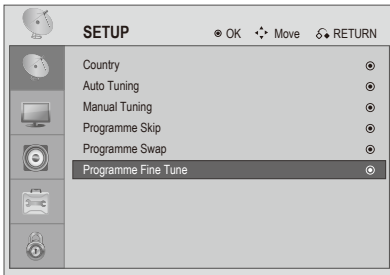 SETUP OK Move RETURN
Country
Auto Tuning
Manual Tuning
Programme Skip
Programme Swap
Programme Fine Tune